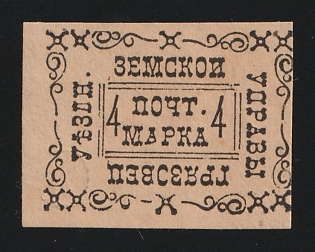 ЗЕМСКОЙ
УПРАВЫ
ГРЯЗОВЕЦ
УѢЗДН.
4 ПОЧТ. 4
МАРКА